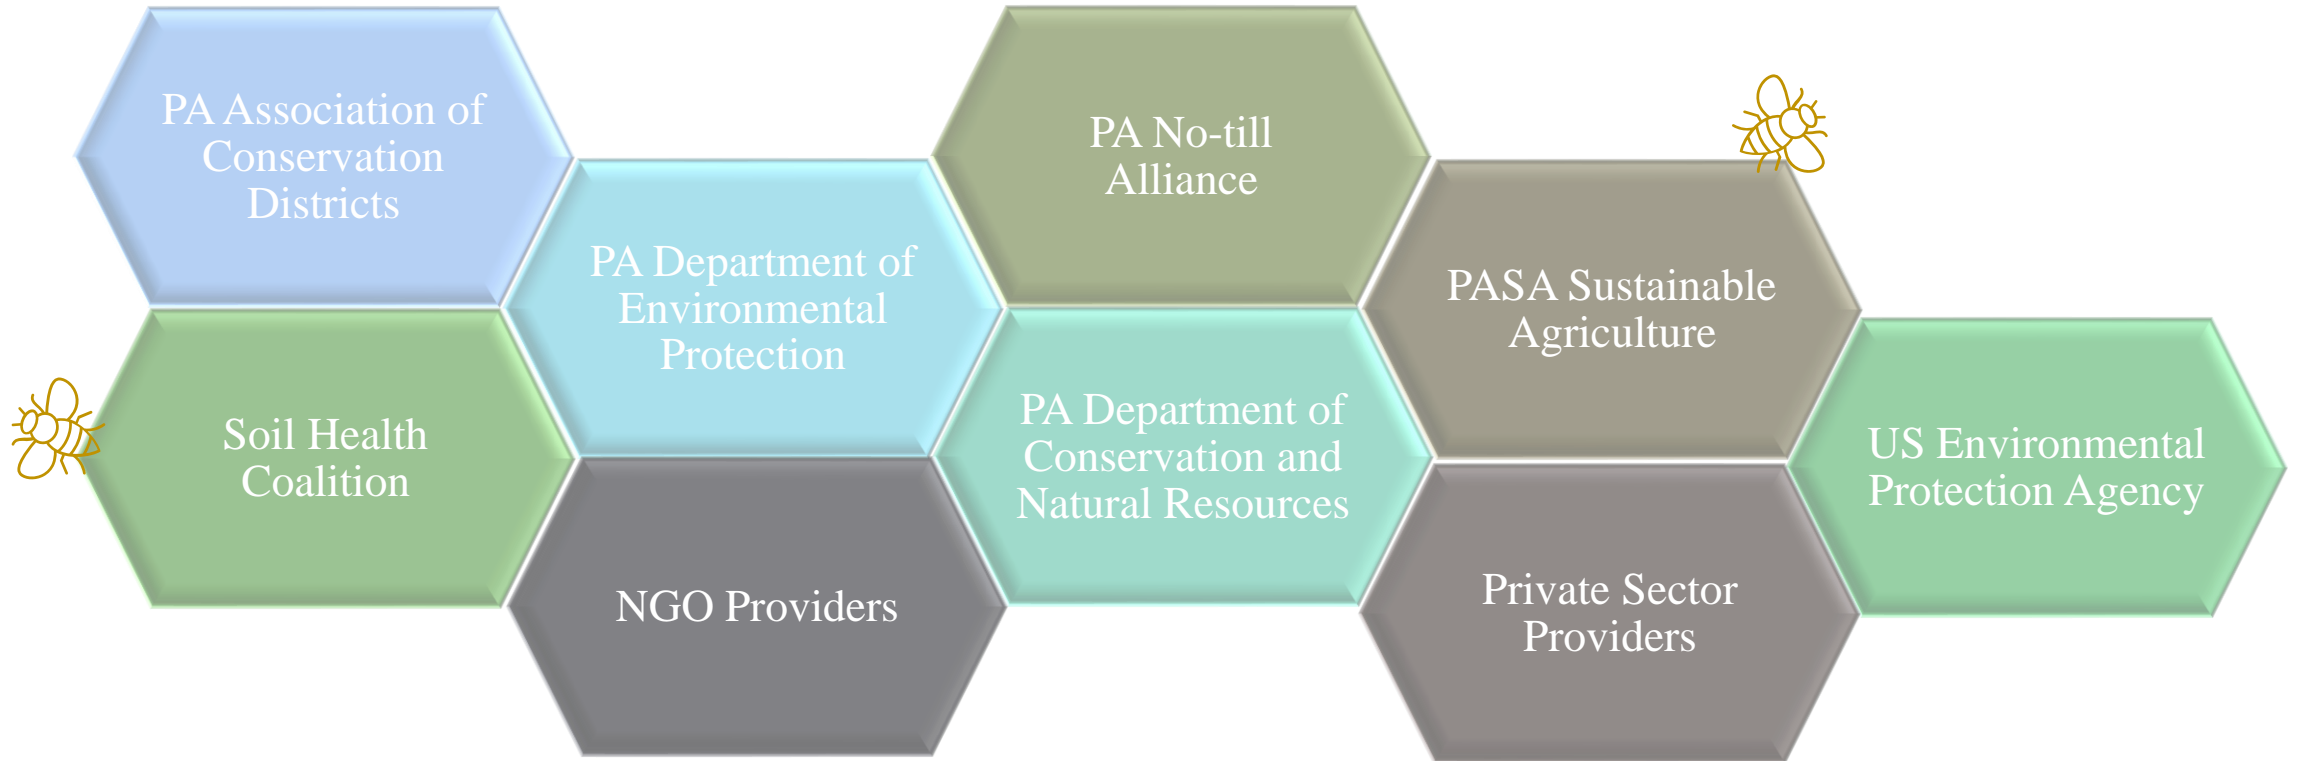 PA Association of
Conservation
Districts
Soil Health
Coalition
PA Department of
Environmental
Protection
NGO Providers
PA No-till
Alliance
PA Department of
Conservation and
Natural Resources
PASA Sustainable
Agriculture
Private Sector
Providers
US Environmental
Protection Agency